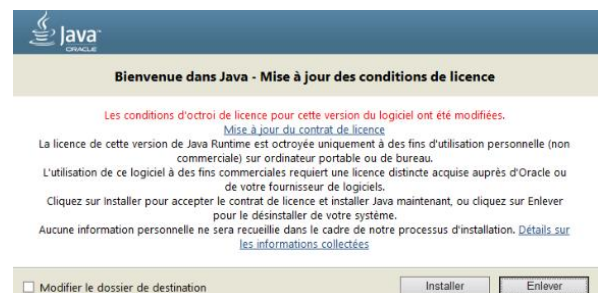 Java
ORACLE
Bienvenue dans Java - Mise à jour des conditions de licence
Les conditions d'octroi de licence pour cette version du logiciel ont été modifiées.
Mise à jour du contrat de licence
La licence de cette version de Java Runtime est octroyée uniquement à des fins d'utilisation personnelle (non
commerciale) sur ordinateur portable ou de bureau.
L'utilisation de ce logiciel à des fins commerciales requiert une licence distincte acquise auprès d'Oracle ou
de votre fournisseur de logiciels.
Cliquez sur Installer pour accepter le contrat de licence et installer Java maintenant, ou cliquez sur Enlever
pour le désinstaller de votre système.
Aucune information personnelle ne sera recueillie dans le cadre de notre processus d'installation. Détails sur
les informations collectées
Modifier le dossier de destination Installer Enlever